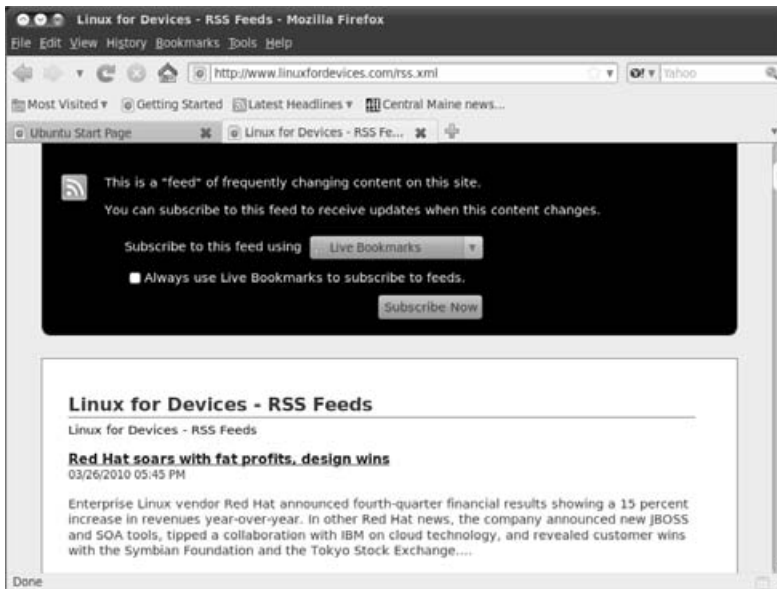 Linux for Devices - RSS Feeds - Mozilla Firefox
File Edit View History Bookmarks Tools Help
http://www.linuxfordevices.com/rss.xml Yahoo
Most Visited Getting Started Latest Headlines Central Maine news...
Ubuntu Start Page Linux for Devices - RSS Fe...
This is a "feed" of frequently changing content on this site.
You can subscribe to this feed to receive updates when this content changes.
Subscribe to this feed using Live Bookmarks
Always use Live Bookmarks to subscribe to feeds.
Subscribe Now
Linux for Devices - RSS Feeds
Linux for Devices - RSS Feeds
Red Hat soars with fat profits, design wins
03/26/2010 05:45 PM
Enterprise Linux vendor Red Hat announced fourth-quarter financial results showing a 15 percent
increase in revenues year-over-year. In other Red Hat news, the company announced new JBOSS
and SOA tools, tipped a collaboration with IBM on cloud technology, and revealed customer wins
with the Symbian Foundation and the Tokyo Stock Exchange....
Done